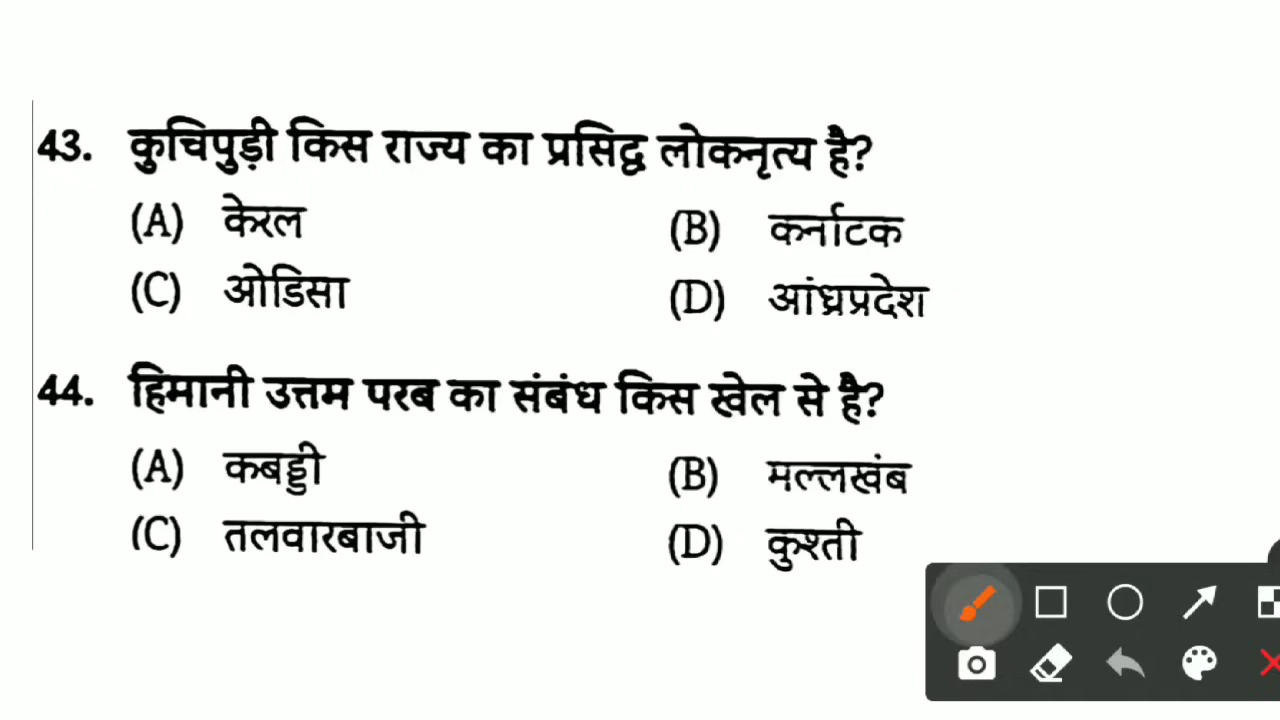 43. कुचिपुड़ी किस राज्य का प्रसिद्व लोकनृत्य है?
(A) केरल (B) कर्नाटक
(C) ओडिसा (D) आंध्रप्रदेश
44. हिमानी उत्तम परब का संबंध किस खेल से है?
(A) कबड्डी (B) मल्लखंब
(C) तलवारबाजी (D) कुश्ती